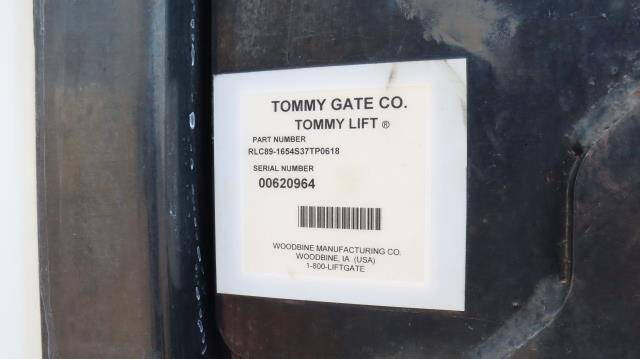 TOMMY GATE CO.
TOMMY LIFT ®
PART NUMBER
RLC89-1654S37TP0618
SERIAL NUMBER
00620964
WOODBINE MANUFACTURING CO.
WOODBINE, IA (USA)
1-800-LIFTGATE